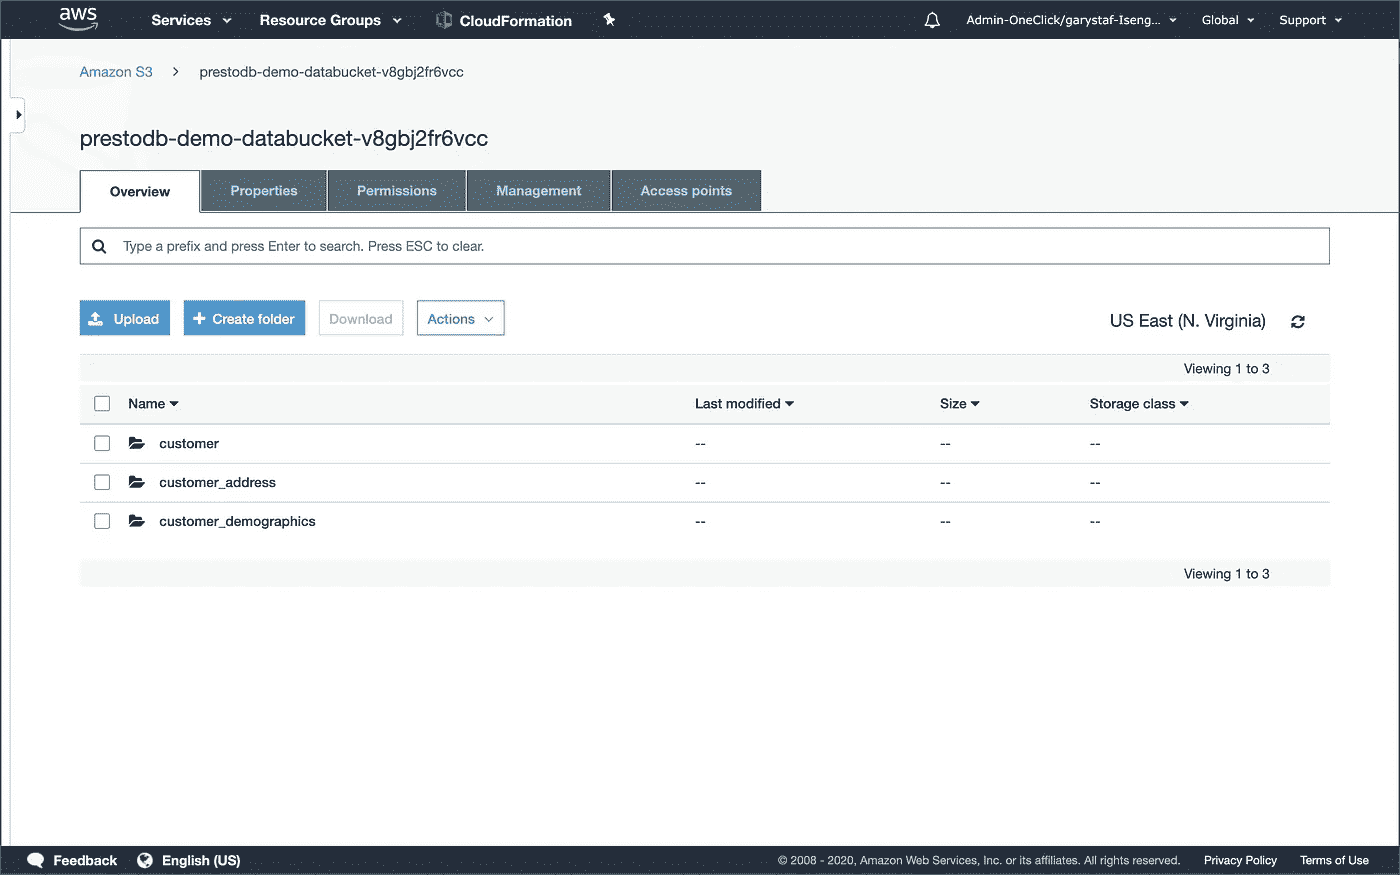 aws Services Resource Groups CloudFormation Admin-OneClick/garystaf-Iseng... Global Support
Amazon S3 > prestodb-demo-databucket-v8gbj2fr6vcc
prestodb-demo-databucket-v8gbj2fr6vcc
Overview Properties Permissions Management Access points
Type a prefix and press Enter to search. Press ESC to clear.
Upload + Create folder Download Actions US East (N. Virginia)
Viewing 1 to 3
Name Last modified Size Storage class
customer -- -- --
customer_address -- -- --
customer_demographics -- -- --
Viewing 1 to 3
Feedback English (US) © 2008 - 2020, Amazon Web Services, Inc. or its affiliates. All rights reserved. Privacy Policy Terms of Use